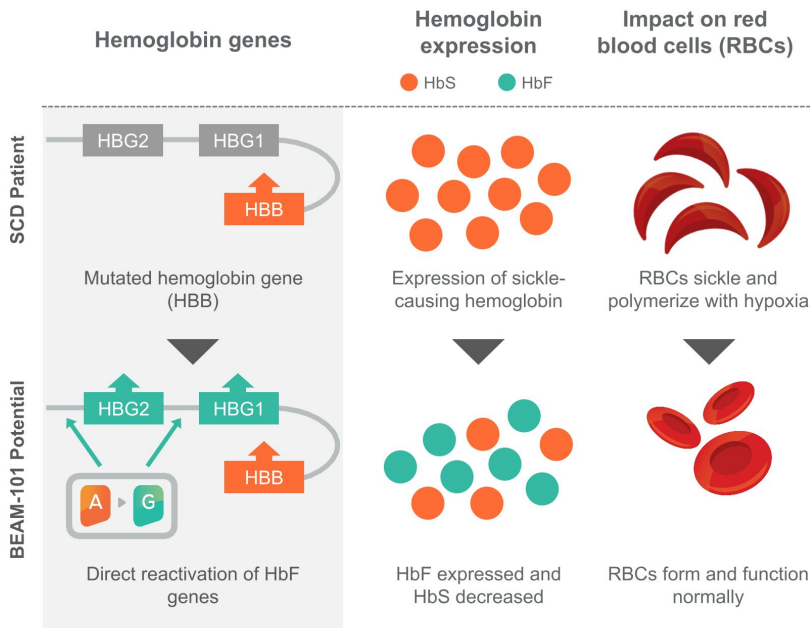 Hemoglobin genes
Hemoglobin
expression
Impact on red
blood cells (RBCs)
HbS
HbF
SCD Patient
HBG2
HBG1
HBB
Mutated hemoglobin gene
(HBB)
Expression of sickle-
causing hemoglobin
RBCs sickle and
polymerize with hypoxia
BEAM-101 Potential
HBG2
HBG1
HBB
A
G
Direct reactivation of HbF
genes
HbF expressed and
HbS decreased
RBCs form and function
normally